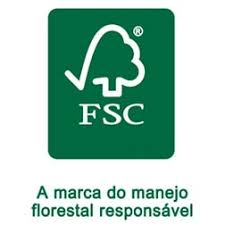 ®
FSC
A marca do manejo
florestal responsável